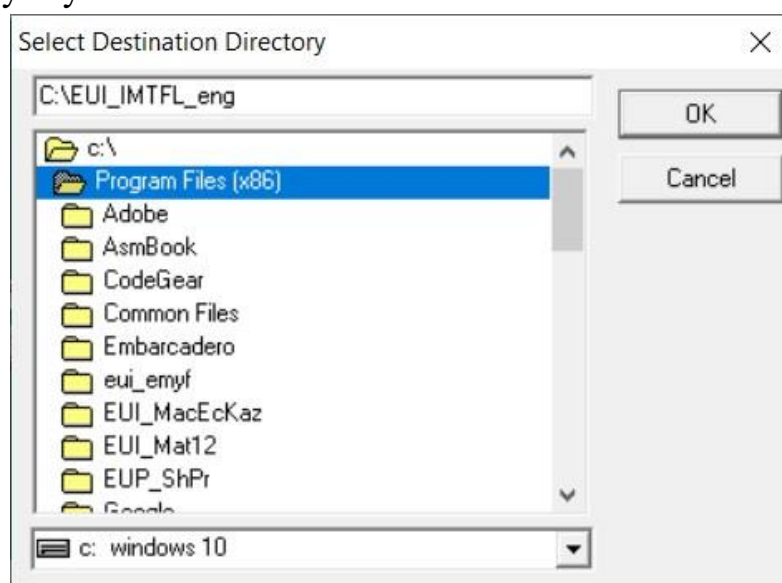 Select Destination Directory
C:\EUI_IMTFL_eng
OK
Cancel
c:\
Program Files (x86)
Adobe
AsmBook
CodeGear
Common Files
Embarcadero
eui_emyf
EUI_MacEcKaz
EUI_Mat12
EUP_ShPr
Google
c: windows 10